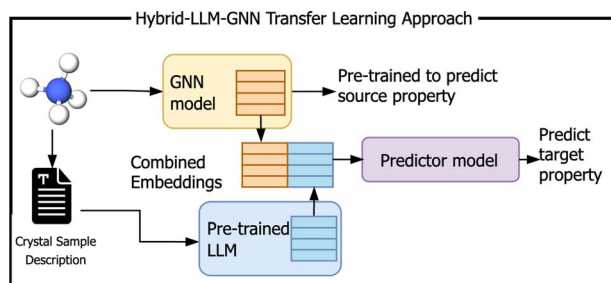 Hybrid-LLM-GNN Transfer Learning Approach
GNN
model
Pre-trained to predict
source property
Combined
Embeddings
Predictor model
Predict
target
property
T
Crystal Sample
Description
Pre-trained
LLM